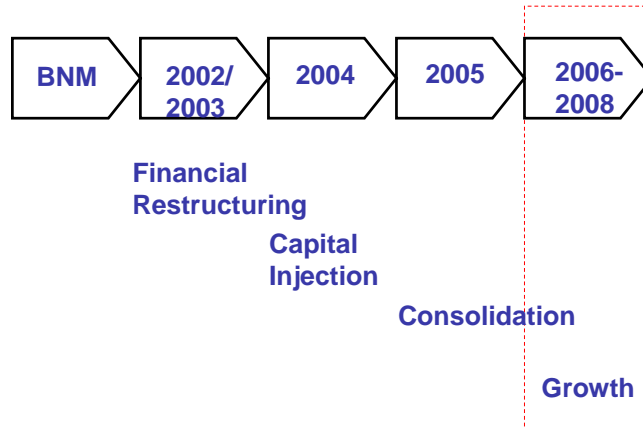 BNM
2002/
2003
2004
2005
2006-
2008
Financial
Restructuring
Capital
Injection
Consolidation
Growth